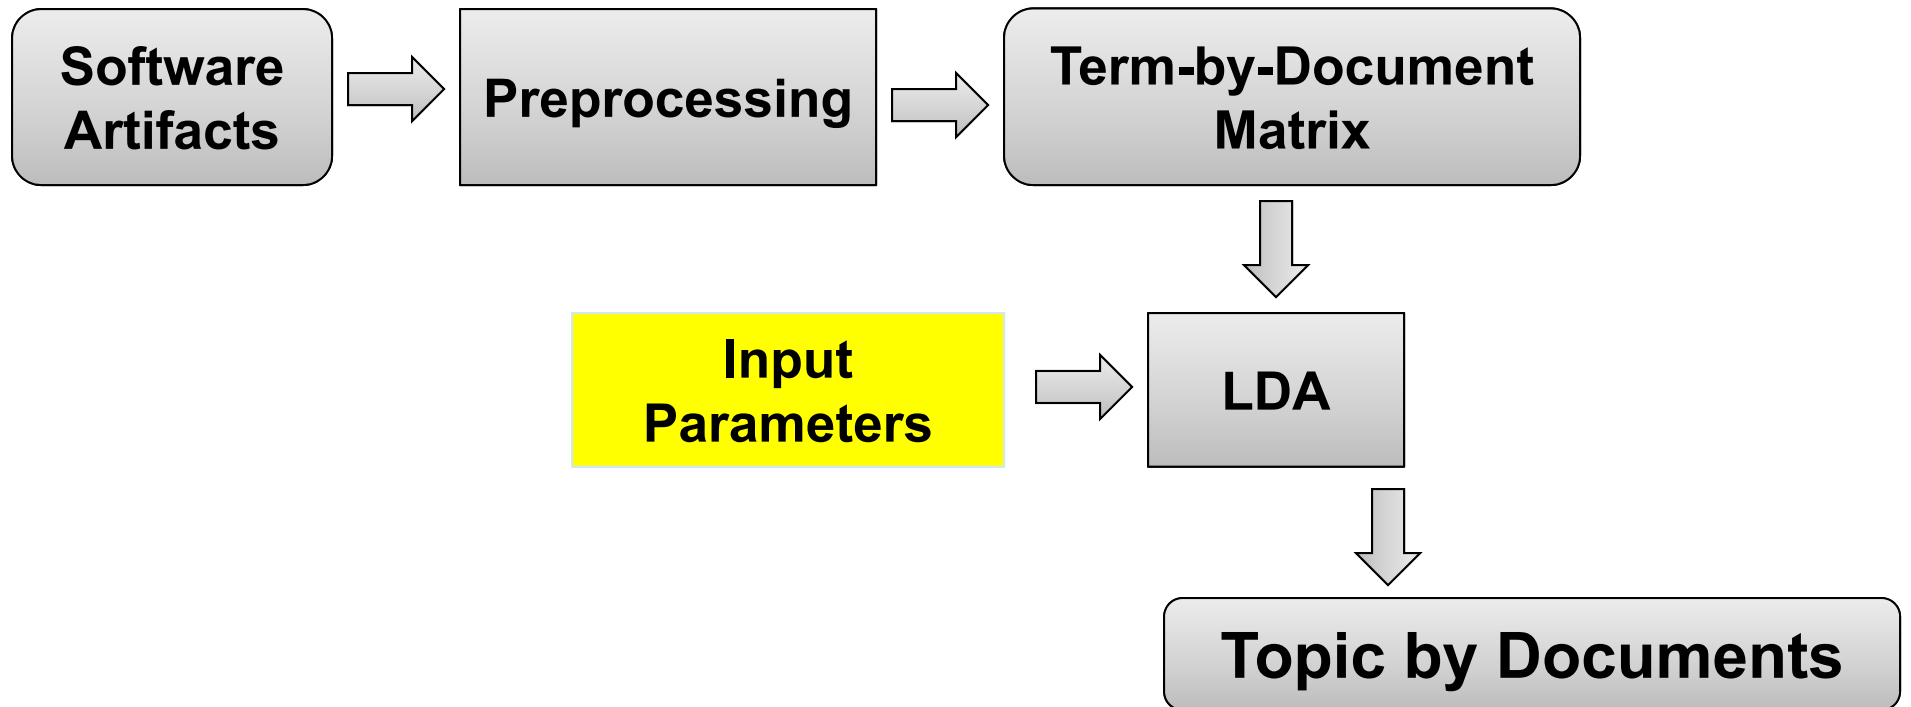 Software
Artifacts
Preprocessing
Term-by-Document
Matrix
Input
Parameters
LDA
Topic by Documents